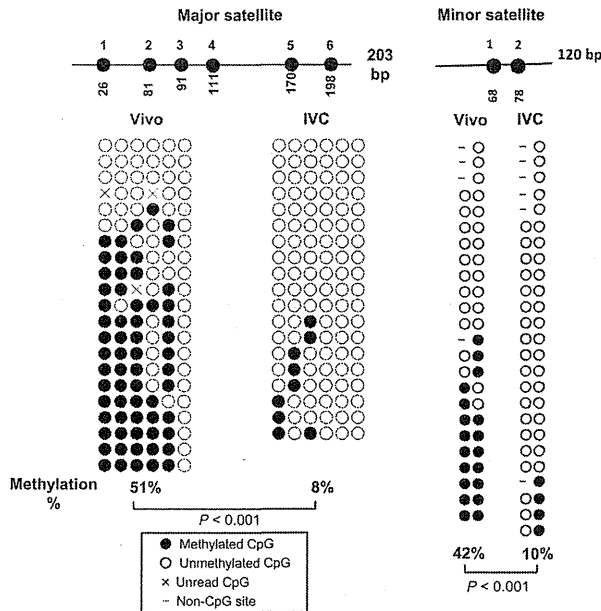 Major satellite
Minor satellite
1 2 3 4 5 6
203 bp
26 81 91 111 170 198
1 2
120 bp
68 78
Vivo IVC
Vivo IVC
Methylation %
51% 8%
P < 0.001
42% 10%
P < 0.001
Methylated CpG
Unmethylated CpG
× Unread CpG
- Non-CpG site